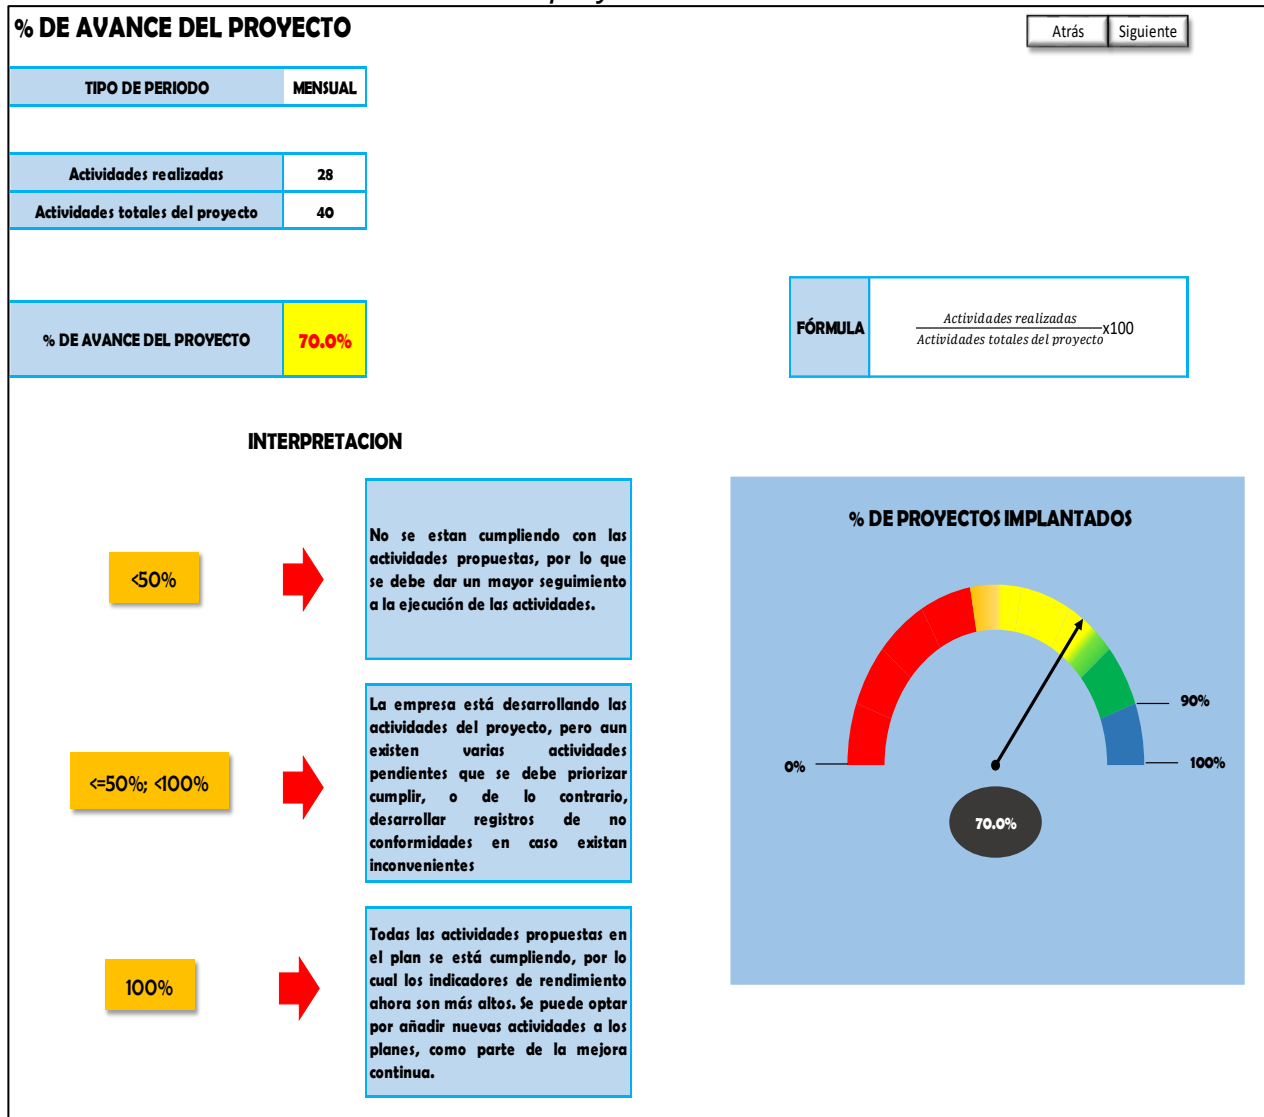 % DE AVANCE DEL PROYECTO
Atrás
Siguiente
TIPO DE PERIODO
MENSUAL
Actividades realizadas
28
Actividades totales del proyecto
40
% DE AVANCE DEL PROYECTO
70.0%
FÓRMULA
Actividades realizadas
Actividades totales del proyecto
x100
INTERPRETACION
<50%
No se estan cumpliendo con las
actividades propuestas, por lo que
se debe dar un mayor seguimiento
a la ejecución de las actividades.
<=50%; <100%
La empresa está desarrollando las
actividades del proyecto, pero aun
existen varias actividades
pendientes que se debe priorizar
cumplir, o de lo contrario,
desarrollar registros de no
conformidades en caso existan
inconvenientes
100%
Todas las actividades propuestas en
el plan se está cumpliendo, por lo
cual los indicadores de rendimiento
ahora son más altos. Se puede optar
por añadir nuevas actividades a los
planes, como parte de la mejora
continua.
% DE PROYECTOS IMPLANTADOS
90%
0%
100%
70.0%